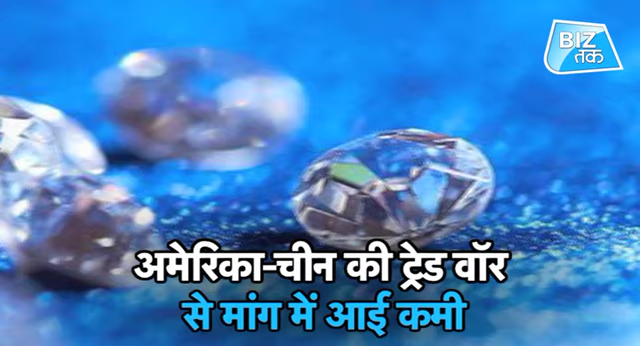 BIZ
तक
अमेरिका-चीन की ट्रेड वॉर
से मांग में आई कमी